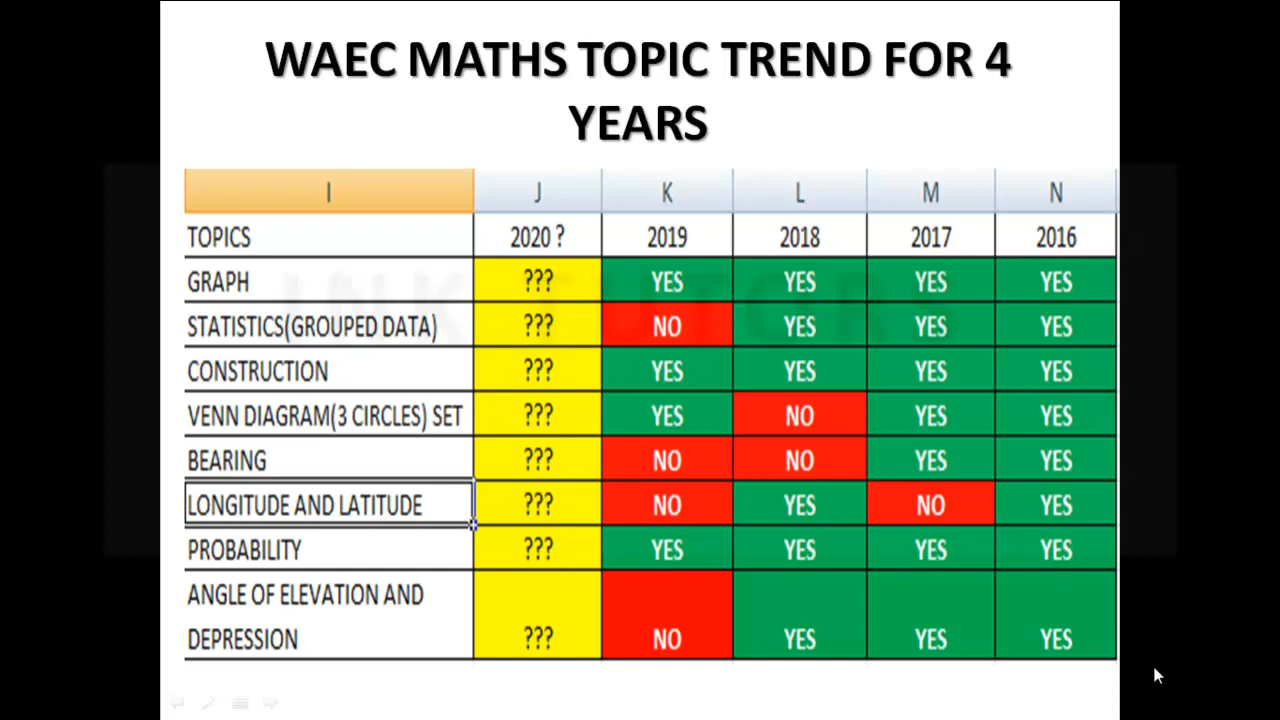 WAEC MATHS TOPIC TREND FOR 4
YEARS
I J K L M N
TOPICS 2020 ? 2019 2018 2017 2016
GRAPH ??? YES YES YES YES
STATISTICS(GROUPED DATA) ??? NO YES YES YES
CONSTRUCTION ??? YES YES YES YES
VENN DIAGRAM(3 CIRCLES) SET ??? YES NO YES YES
BEARING ??? NO NO YES YES
LONGITUDE AND LATITUDE ??? NO YES NO YES
PROBABILITY ??? YES YES YES YES
ANGLE OF ELEVATION AND
DEPRESSION ??? NO YES YES YES